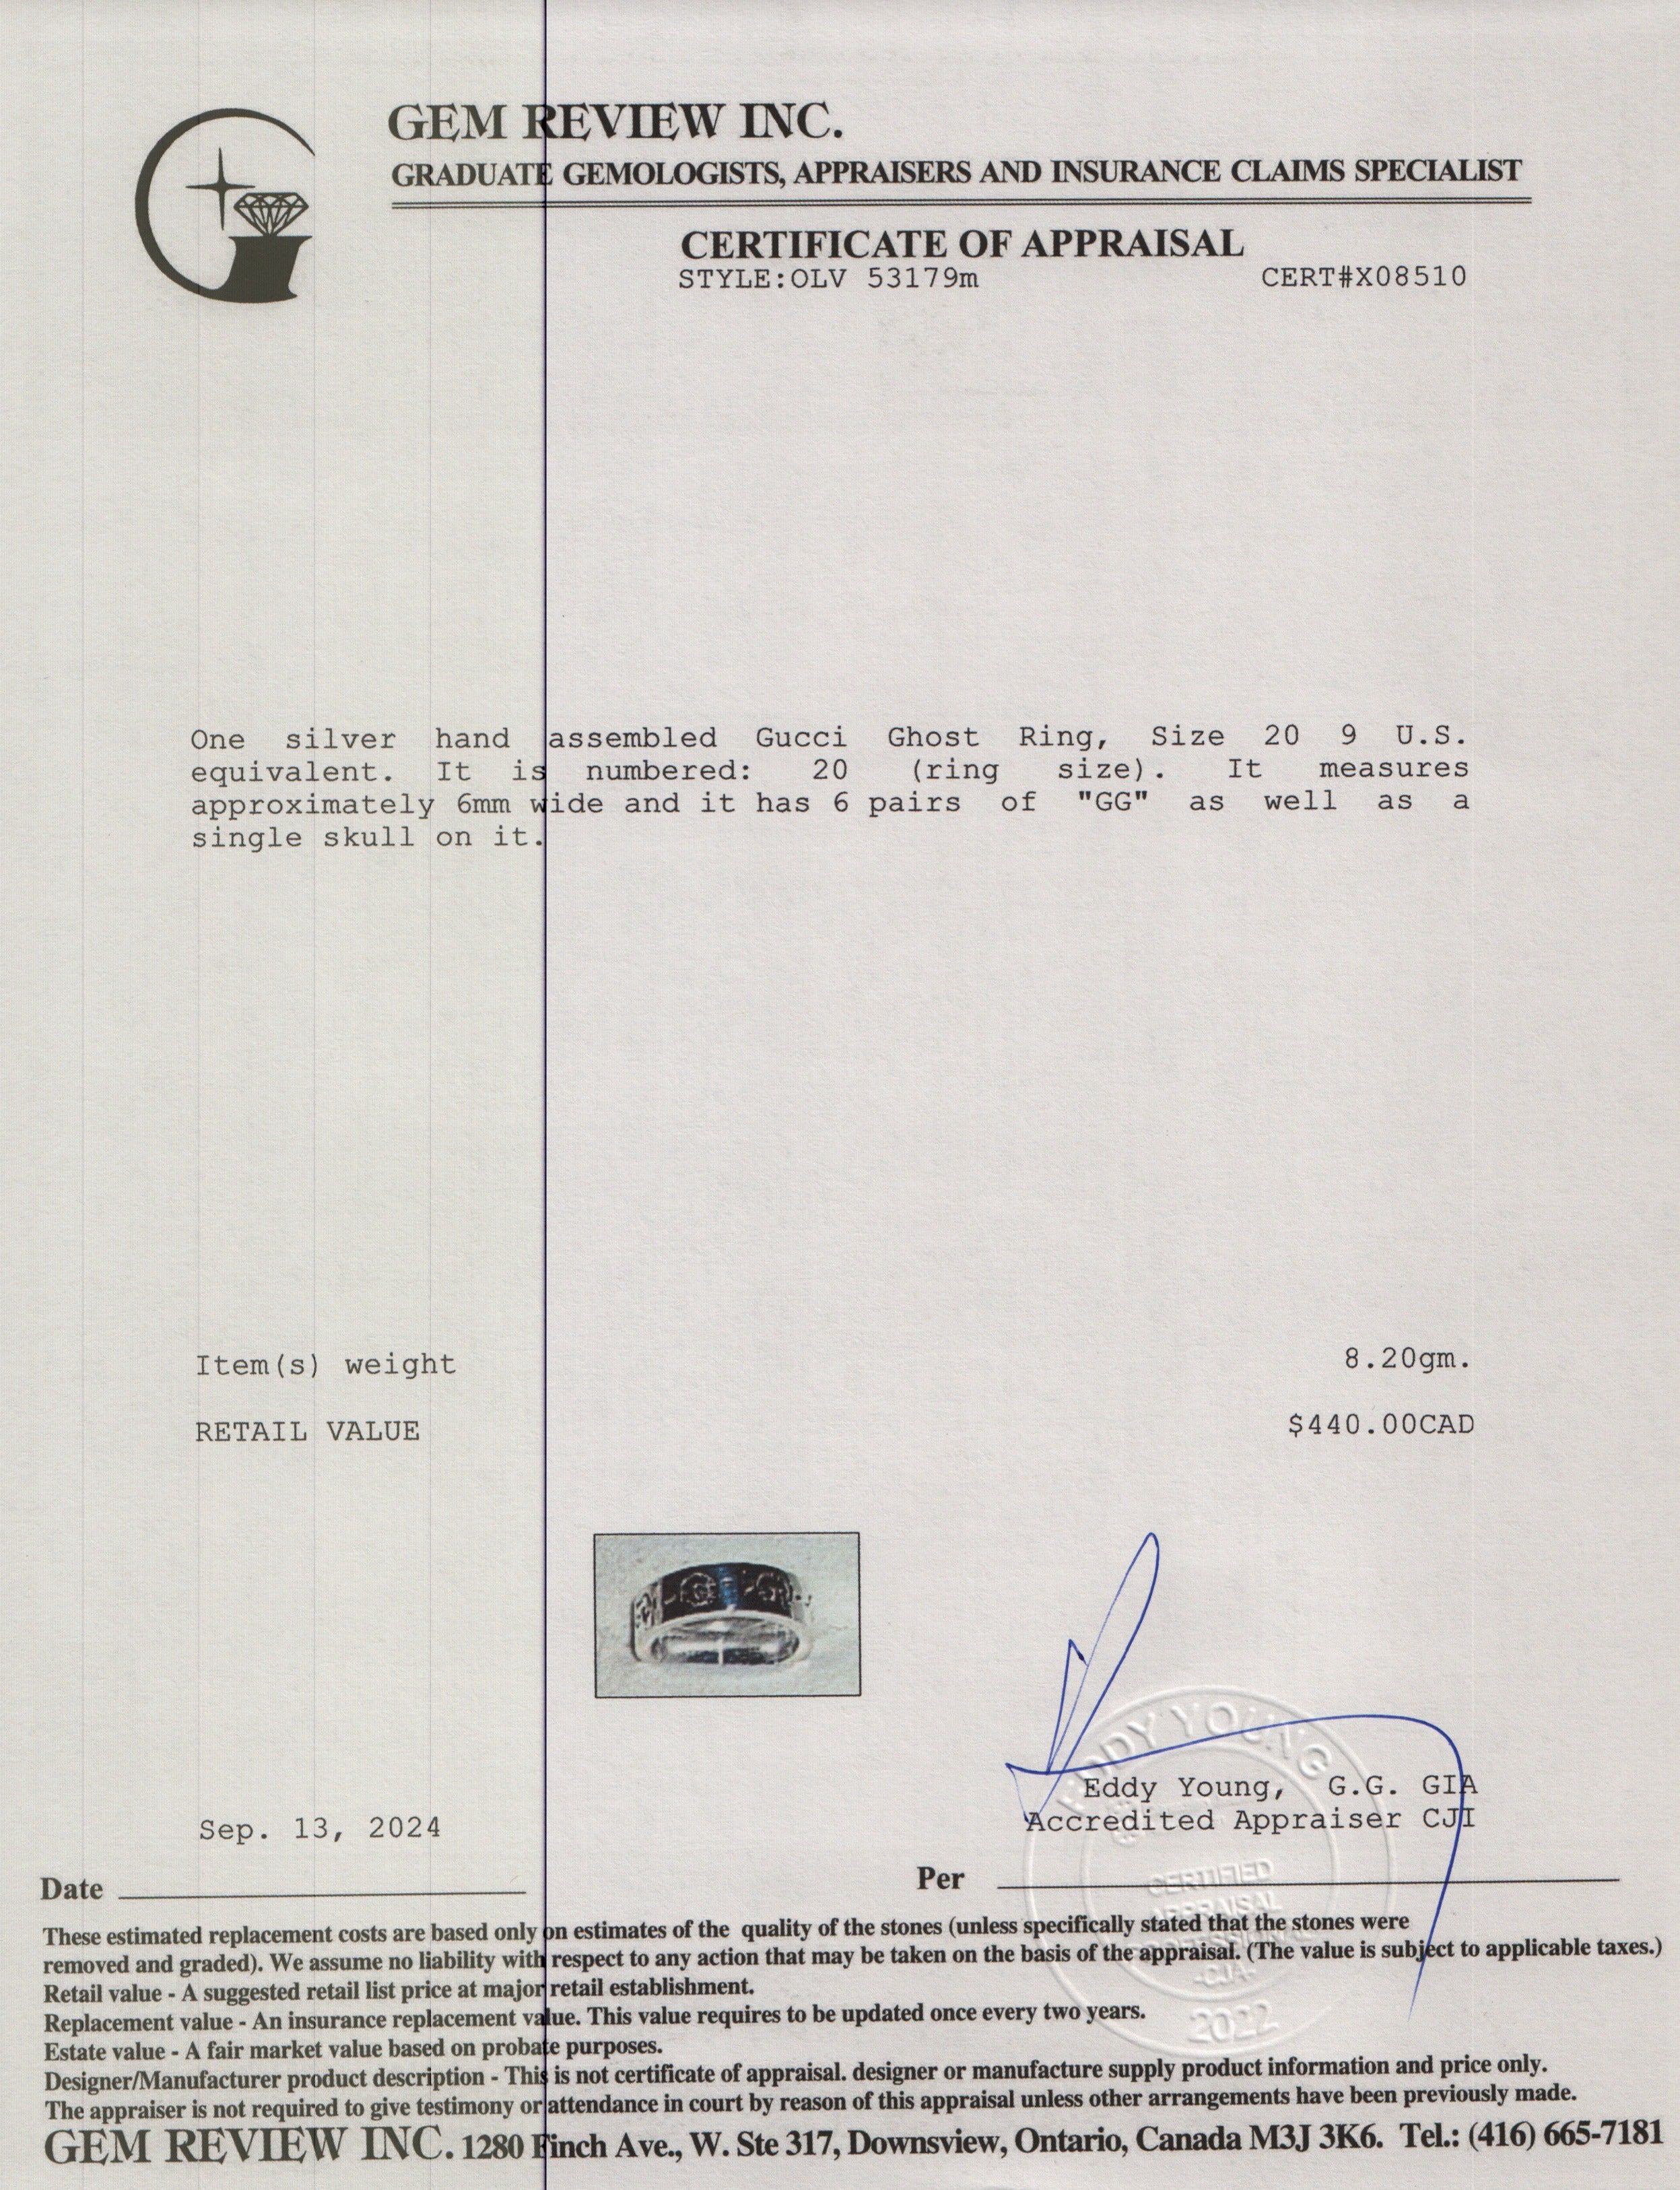 GEM REVIEW INC.
GRADUATE GEMOLOGISTS, APPRAISERS AND INSURANCE CLAIMS SPECIALIST
CERTIFICATE OF APPRAISAL
STYLE:OLV 53179m CERT#X08510
One silver hand assembled Gucci Ghost Ring, Size 20 9 U.S.
equivalent. It is numbered: 20 (ring size). It measures
approximately 6mm wide and it has 6 pairs of "GG" as well as a
single skull on it.
Item(s) weight 8.20gm.
RETAIL VALUE $440.00CAD
EDDY YOUNG
Eddy Young, G.G. GIA
Accredited Appraiser CJI
Sep. 13, 2024
Date
Per
CERTIFIED
APPRAISAL
-CJA-
2022
These estimated replacement costs are based only on estimates of the quality of the stones (unless specifically stated that the stones were
removed and graded). We assume no liability with respect to any action that may be taken on the basis of the appraisal. (The value is subject to applicable taxes.)
Retail value - A suggested retail list price at major retail establishment.
Replacement value - An insurance replacement value. This value requires to be updated once every two years.
Estate value - A fair market value based on probate purposes.
Designer/Manufacturer product description - This is not certificate of appraisal. designer or manufacture supply product information and price only.
The appraiser is not required to give testimony or attendance in court by reason of this appraisal unless other arrangements have been previously made.
GEM REVIEW INC. 1280 Finch Ave., W. Ste 317, Downsview, Ontario, Canada M3J 3K6. Tel.: (416) 665-7181